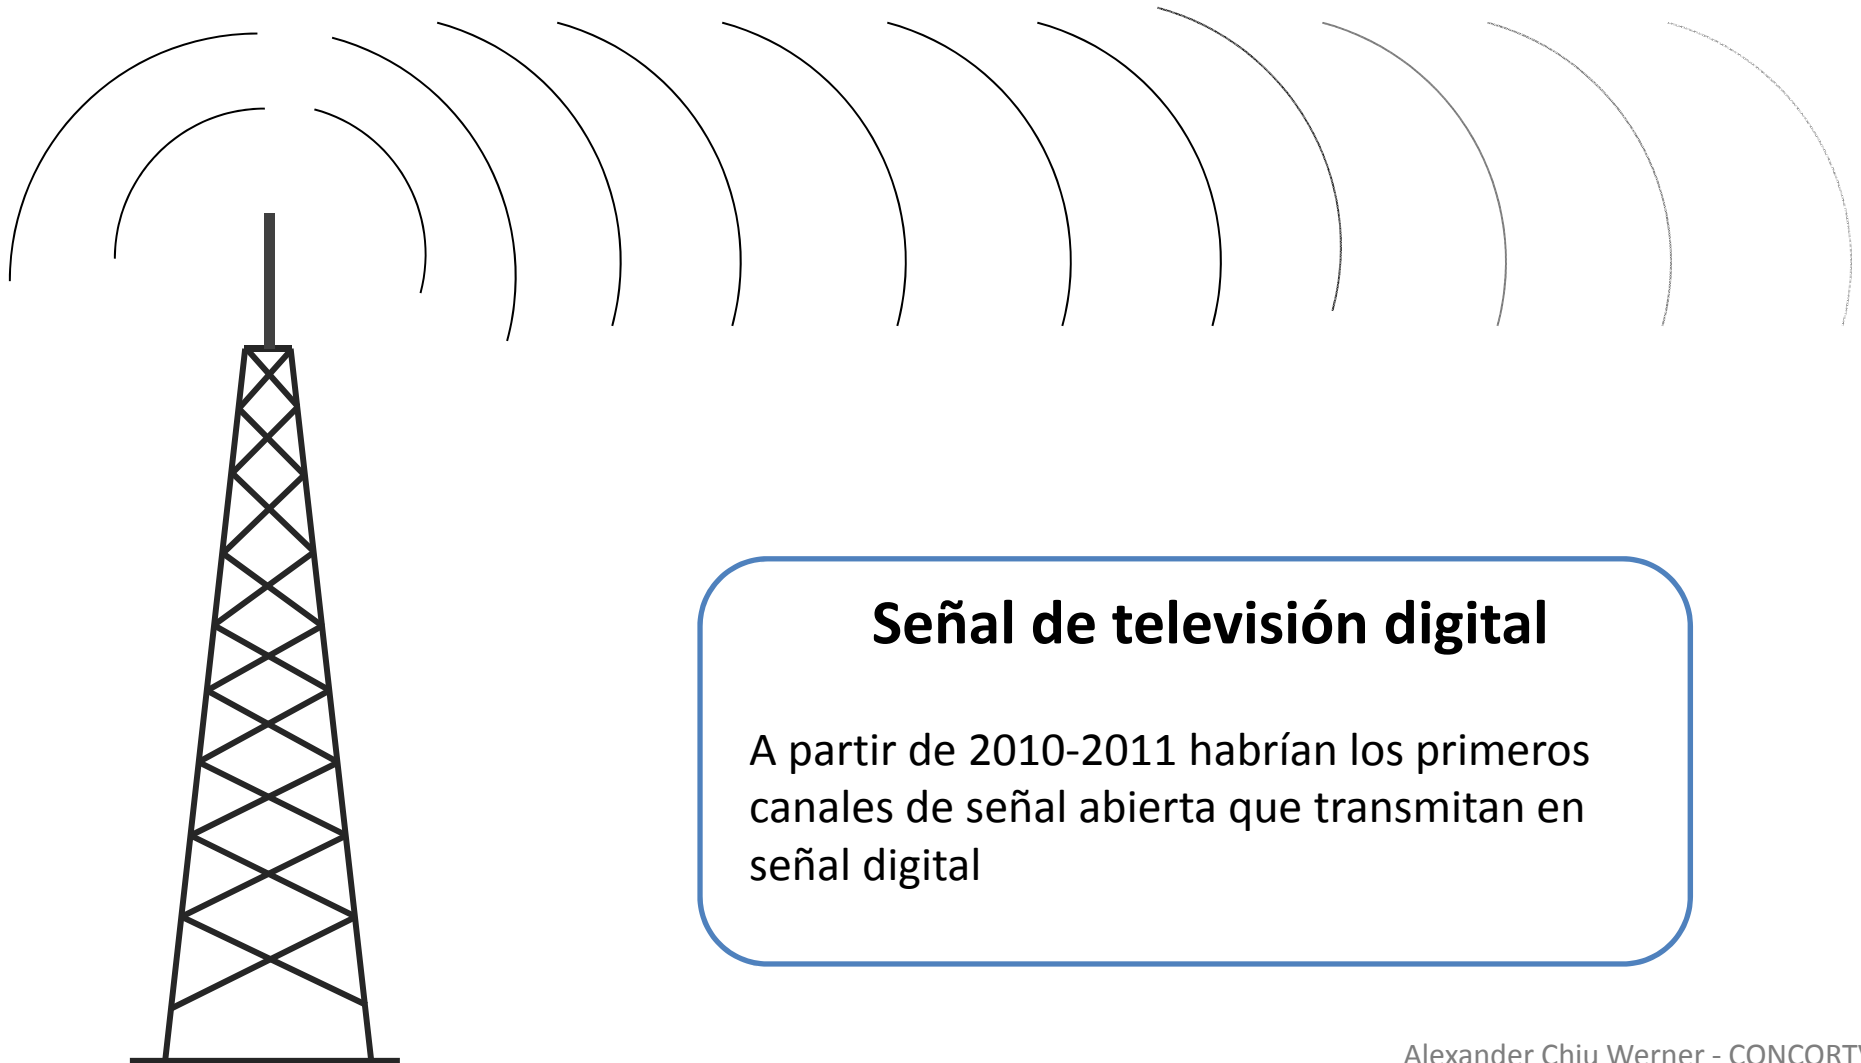 Señal de televisión digital
A partir de 2010-2011 habrían los primeros
canales de señal abierta que transmitan en
señal digital
Alexander Chiu Werner - CONCORTV